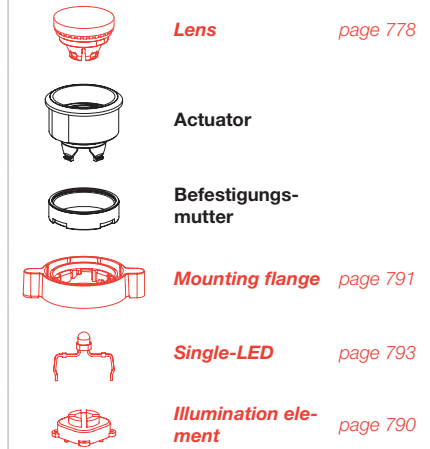 Lens page 778
Actuator
Befestigungs-
mutter
Mounting flange page 791
Single-LED page 793
Illumination ele-
ment page 790